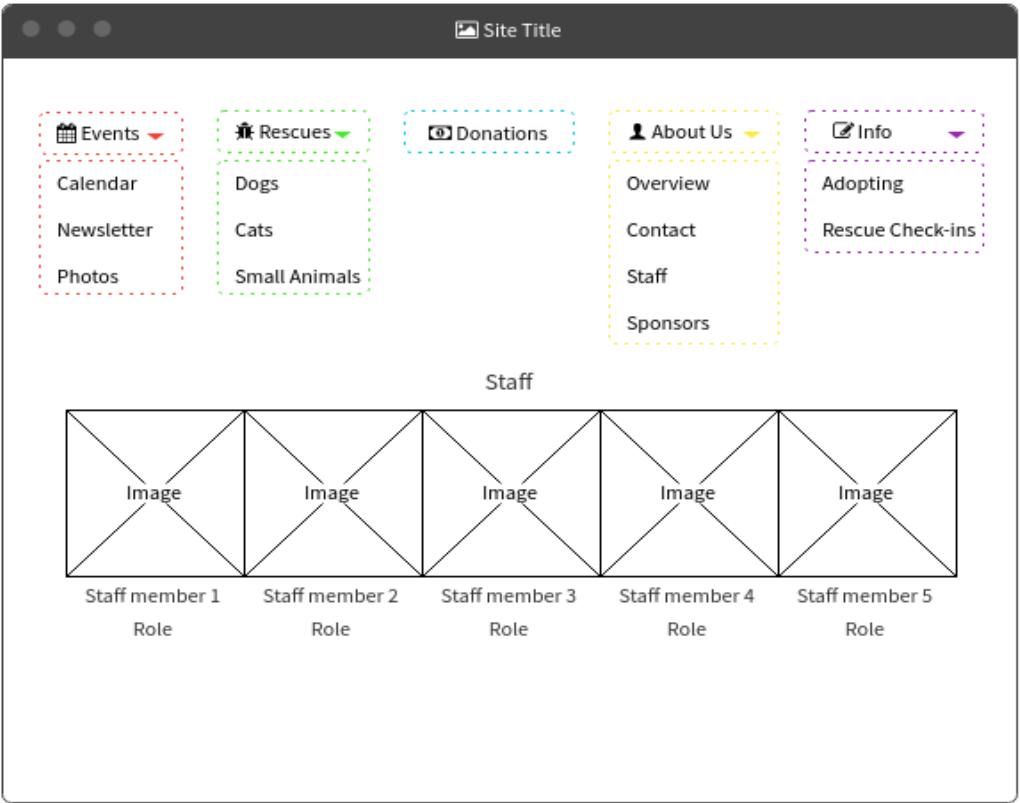 Site Title
Events
Rescues
Donations
About Us
Info
Calendar
Newsletter
Photos
Dogs
Cats
Small Animals
Overview
Contact
Staff
Sponsors
Adopting
Rescue Check-ins
Staff
Image
Image
Image
Image
Image
Staff member 1
Staff member 2
Staff member 3
Staff member 4
Staff member 5
Role
Role
Role
Role
Role